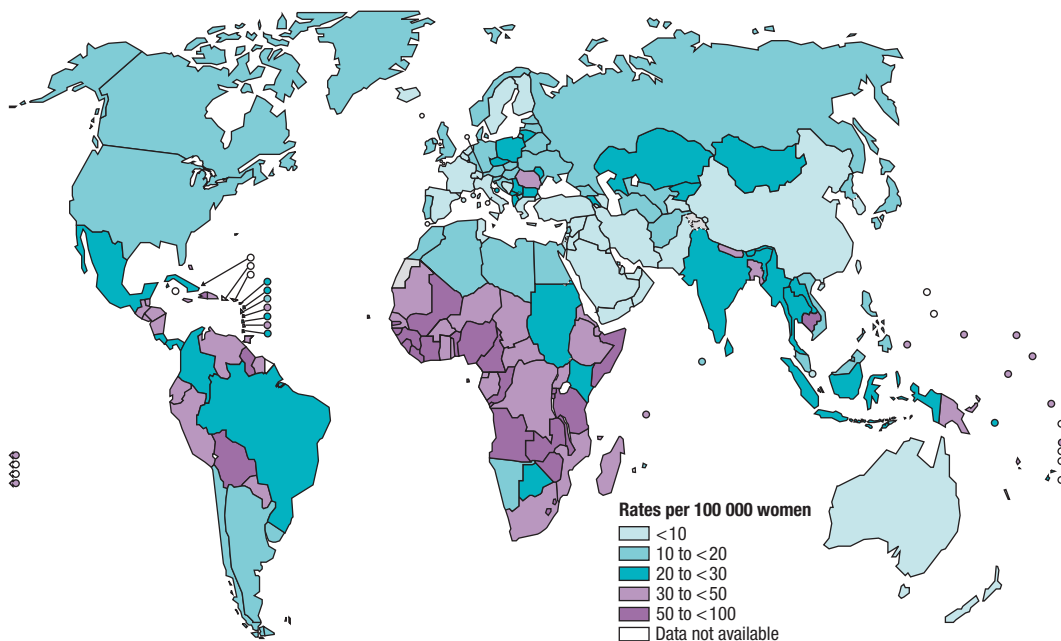 Rates per 100 000 women
<10
10 to <20
20 to <30
30 to <50
50 to <100
Data not available